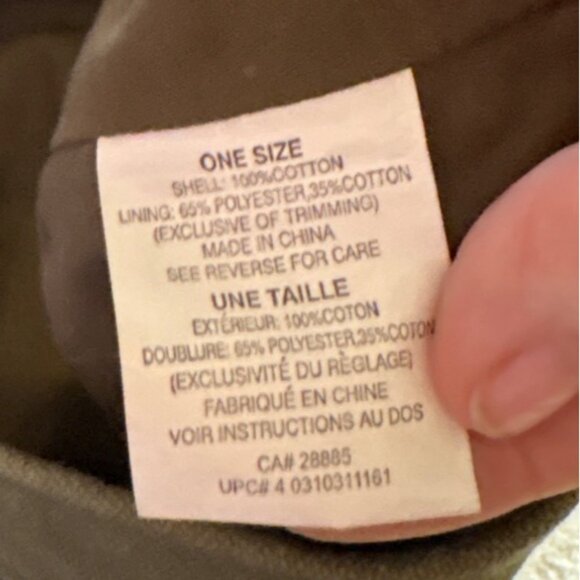 ONE SIZE
SHELL: 100%COTTON
LINING: 65% POLYESTER,35%COTTON
(EXCLUSIVE OF TRIMMING)
MADE IN CHINA
SEE REVERSE FOR CARE
UNE TAILLE
EXTÉRIEUR: 100%COTON
DOUBLURE: 65% POLYESTER,35%COTON
(EXCLUSIVITÉ DU RÈGLAGE)
FABRIQUÉ EN CHINE
VOIR INSTRUCTIONS AU DOS
CA# 28885
UPC# 4 0310311161